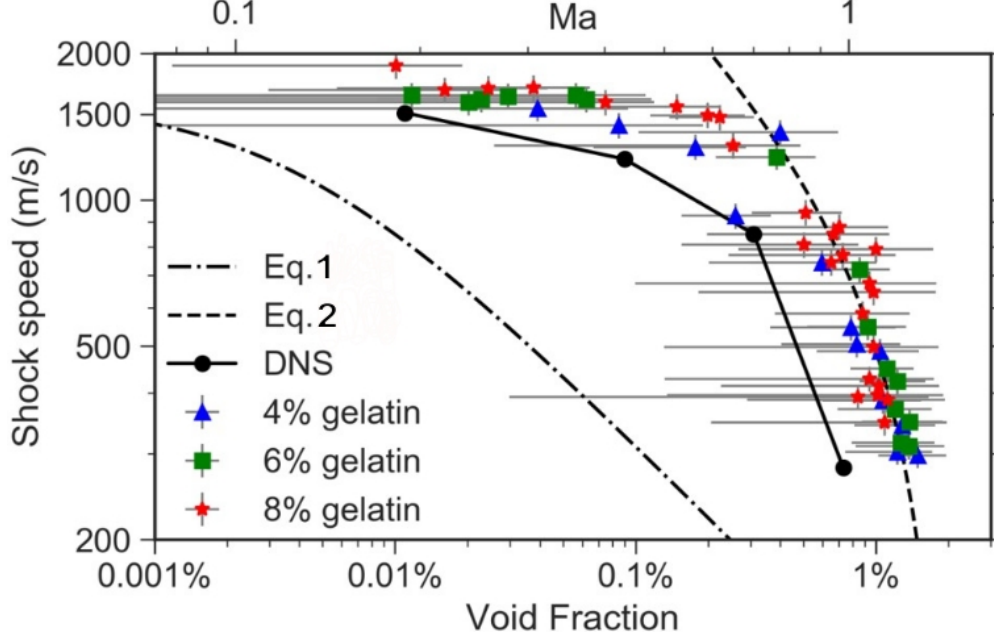 0.1 Ma 1
2000
1500
1000
500
200
Shock speed (m/s)
Eq.1
Eq.2
DNS
4% gelatin
6% gelatin
8% gelatin
0.001% 0.01% 0.1% 1%
Void Fraction